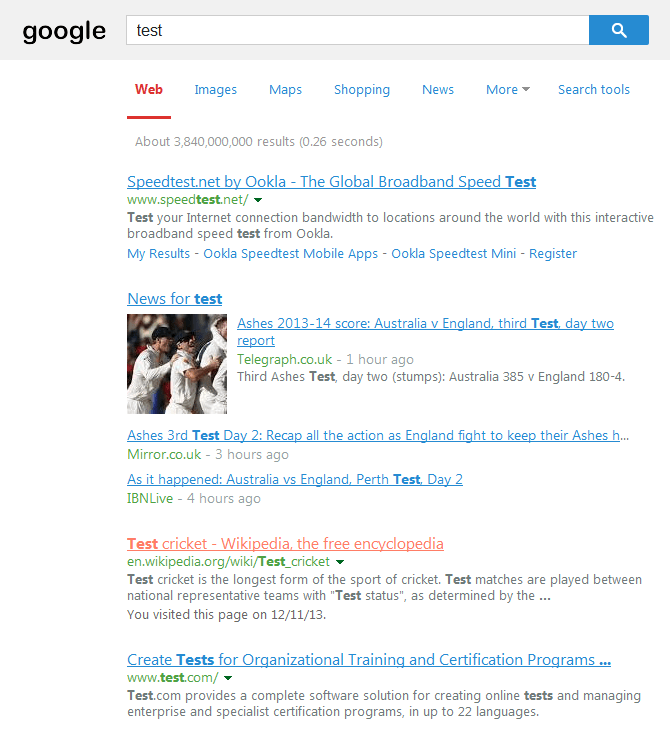 google
test
Web Images Maps Shopping News More Search tools
About 3,840,000,000 results (0.26 seconds)
Speedtest.net by Ookla - The Global Broadband Speed Test
www.speedtest.net/
Test your Internet connection bandwidth to locations around the world with this interactive
broadband speed test from Ookla.
My Results - Ookla Speedtest Mobile Apps - Ookla Speedtest Mini - Register
News for test
Ashes 2013-14 score: Australia v England, third Test, day two
report
Telegraph.co.uk - 1 hour ago
Third Ashes Test, day two (stumps): Australia 385 v England 180-4.
Ashes 3rd Test Day 2: Recap all the action as England fight to keep their Ashes h...
Mirror.co.uk - 3 hours ago
As it happened: Australia vs England, Perth Test, Day 2
IBNLive - 4 hours ago
Test cricket - Wikipedia, the free encyclopedia
en.wikipedia.org/wiki/Test_cricket
Test cricket is the longest form of the sport of cricket. Test matches are played between
national representative teams with "Test status", as determined by the ...
You visited this page on 12/11/13.
Create Tests for Organizational Training and Certification Programs ...
www.test.com/
Test.com provides a complete software solution for creating online tests and managing
enterprise and specialist certification programs, in up to 22 languages.